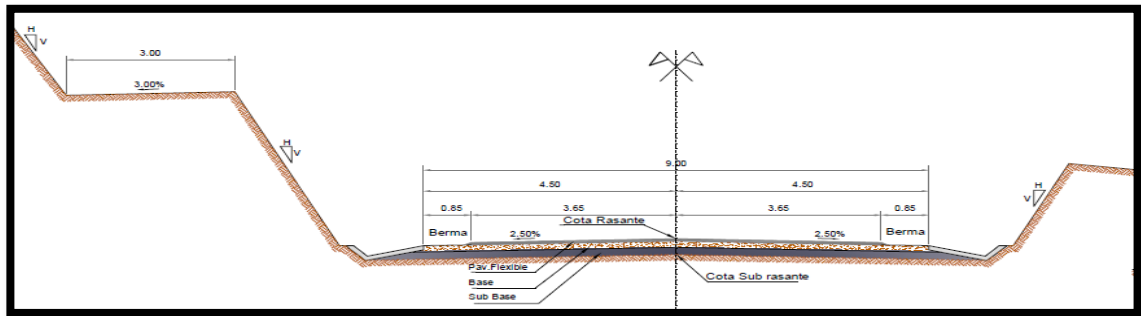 H
V
3.00
3.00%
H
V
9.00
4.50
4.50
0.85
3.65
3.65
0.85
H
V
Berma
2.50%
Cota Rasante
2.50%
Berma
Pav.Flexible
Base
Sub Base
Cota Sub rasante